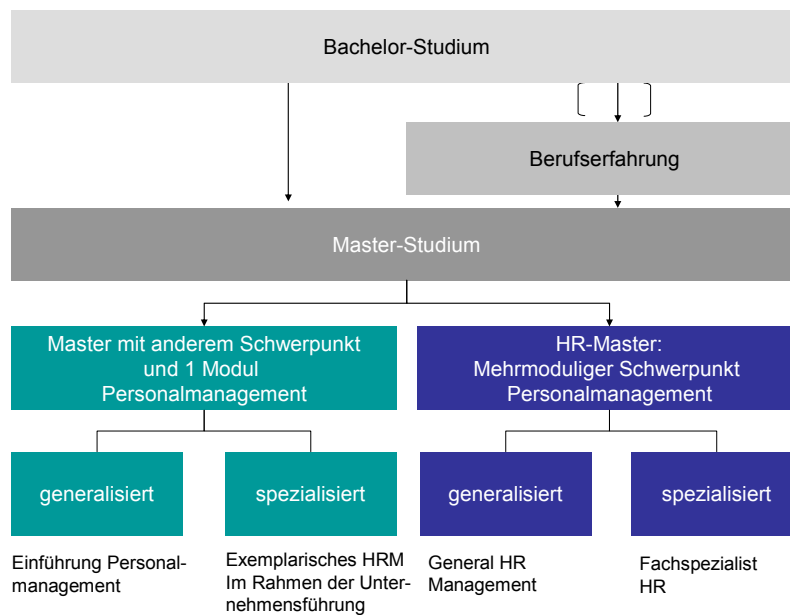 Bachelor-Studium
Berufserfahrung
Master-Studium
Master mit anderem Schwerpunkt
und 1 Modul
Personalmanagement
HR-Master:
Mehrmoduliger Schwerpunkt
Personalmanagement
generalisiert
spezialisiert
generalisiert
spezialisiert
Einführung Personal-
management
Exemplarisches HRM
Im Rahmen der Unter-
nehmensführung
General HR
Management
Fachspezialist
HR